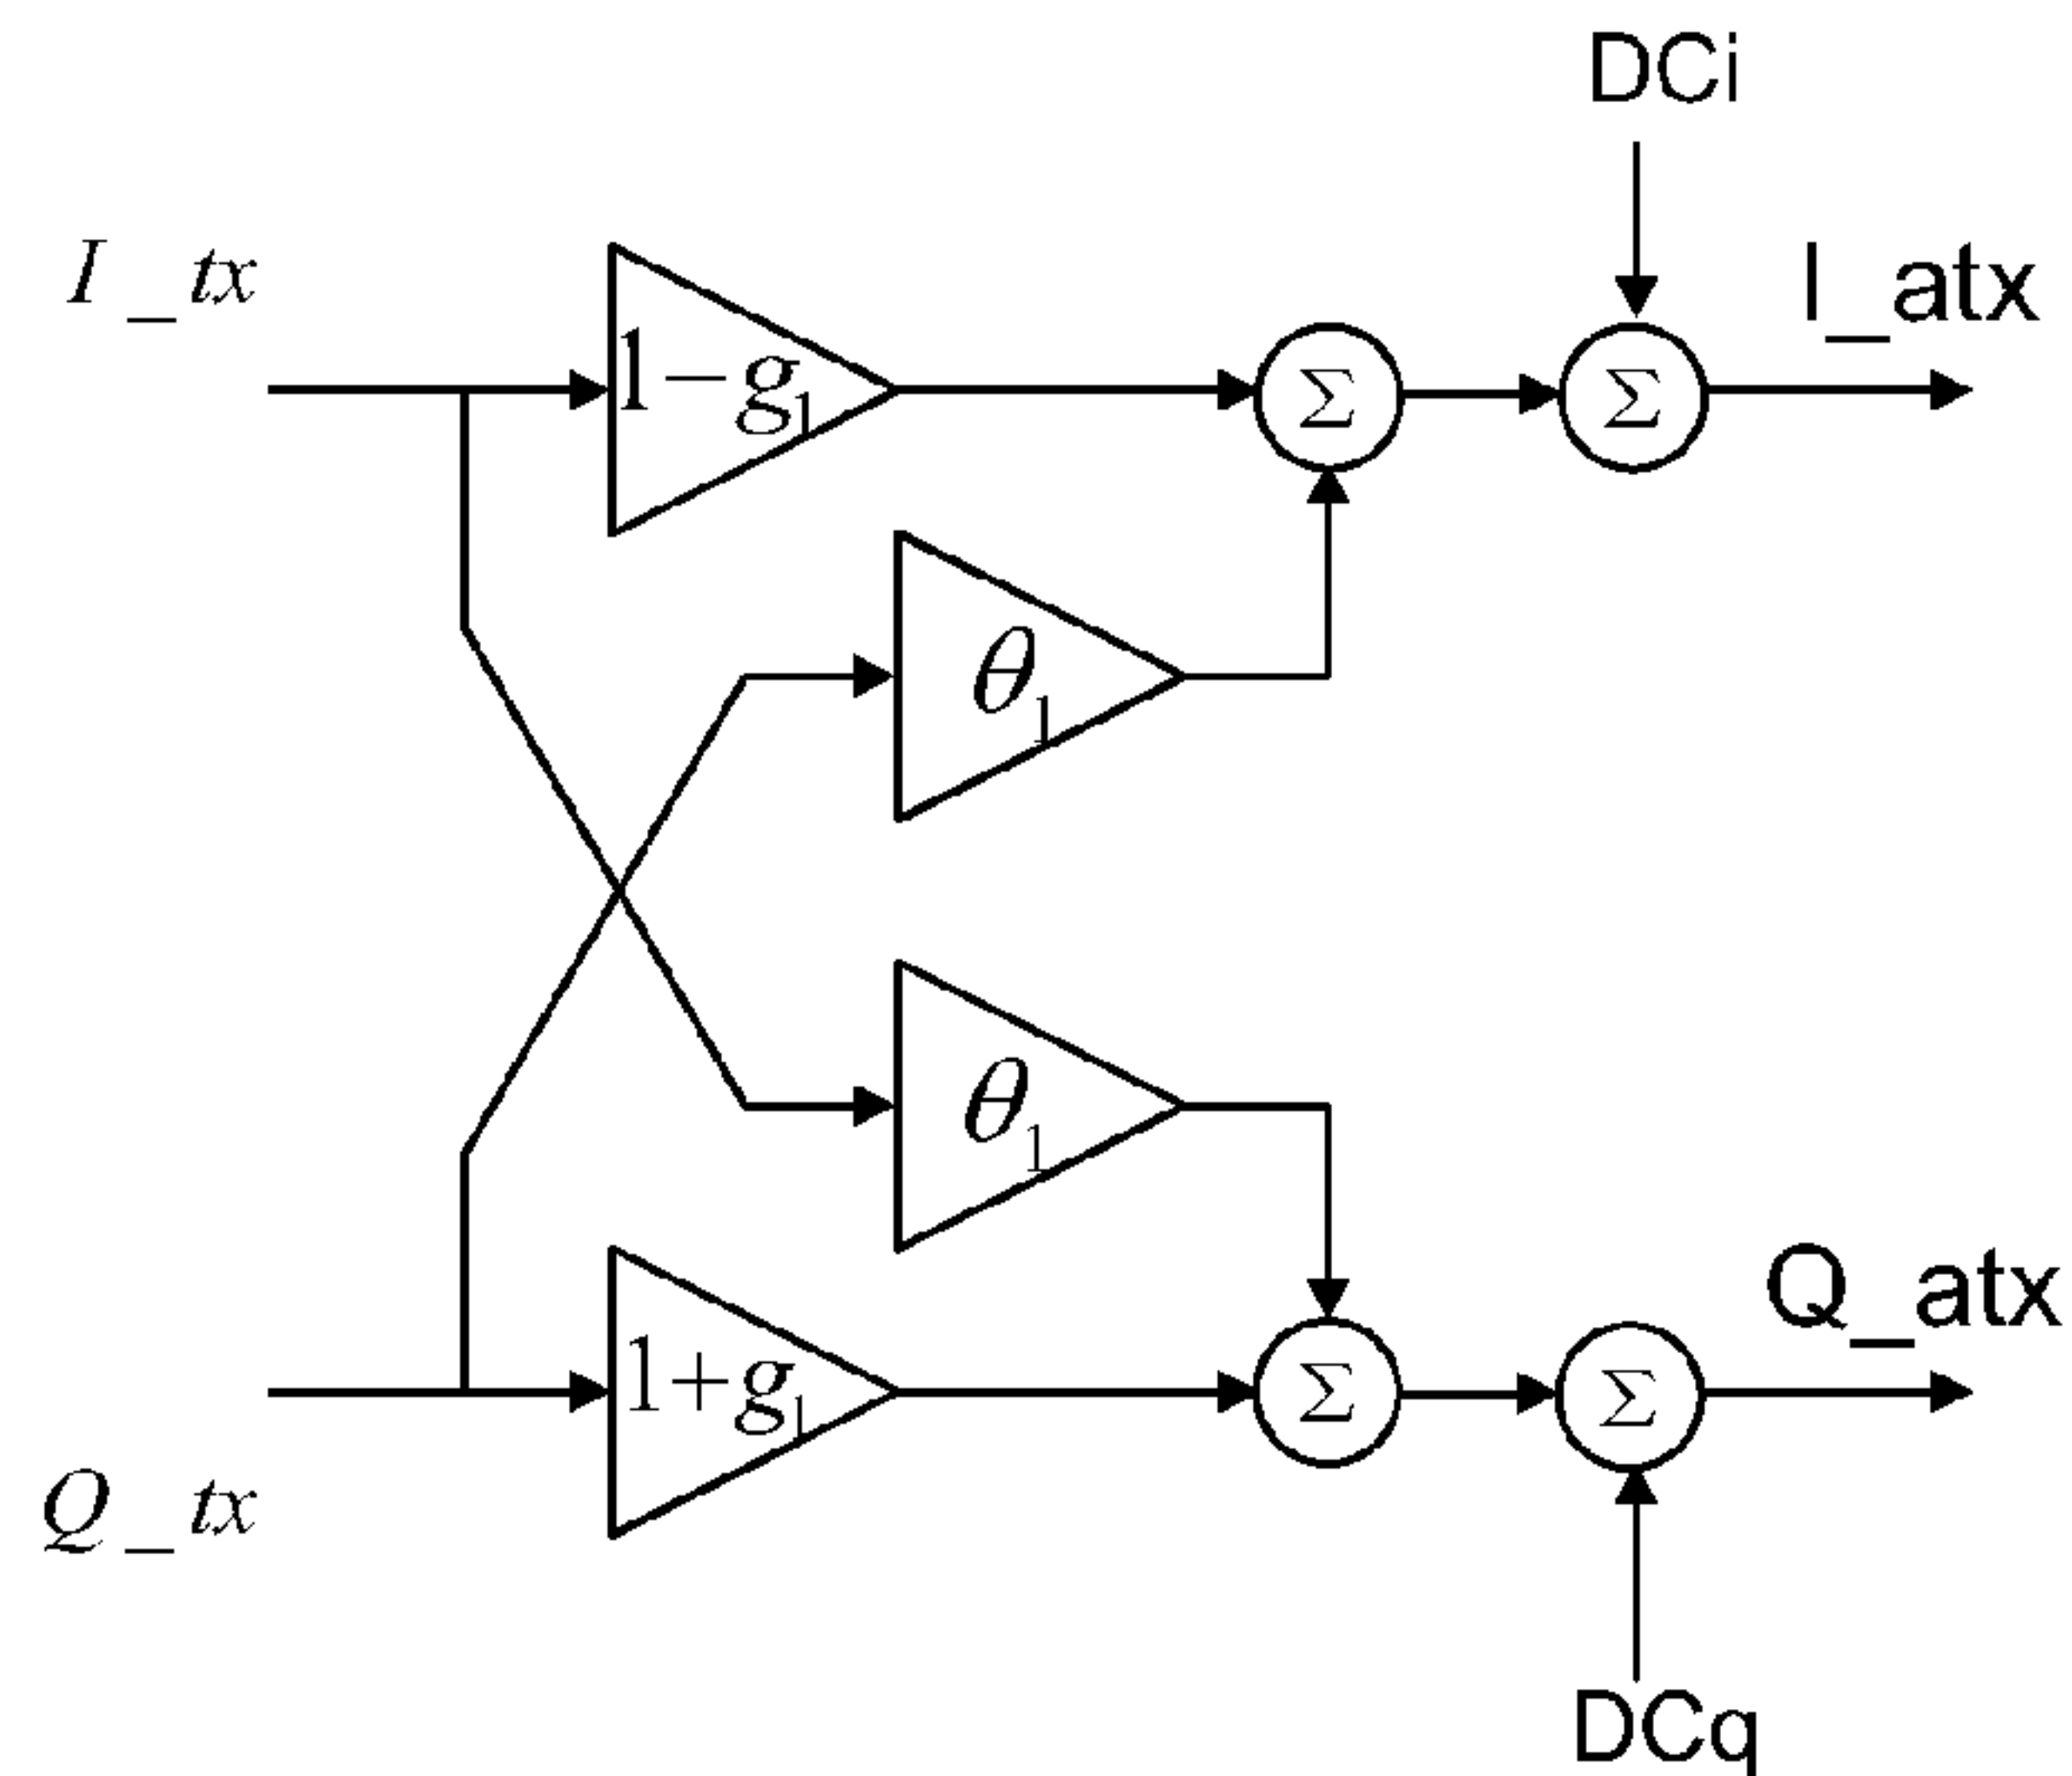 DCi
I_tx
I_atx
1−g₁
Σ
Σ
θ₁
θ₁
Q_atx
1+g₁
Σ
Σ
Q_tx
DCq